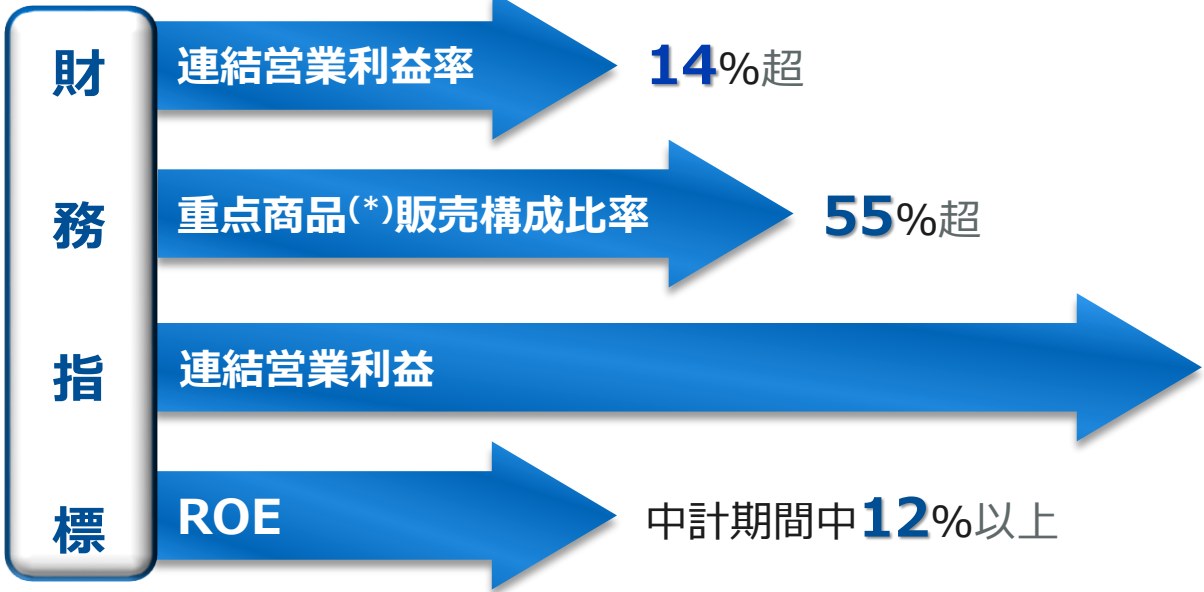 財務指標
連結営業利益率
14%超
重点商品(*)販売構成比率
55%超
連結営業利益
ROE
中計期間中12%以上